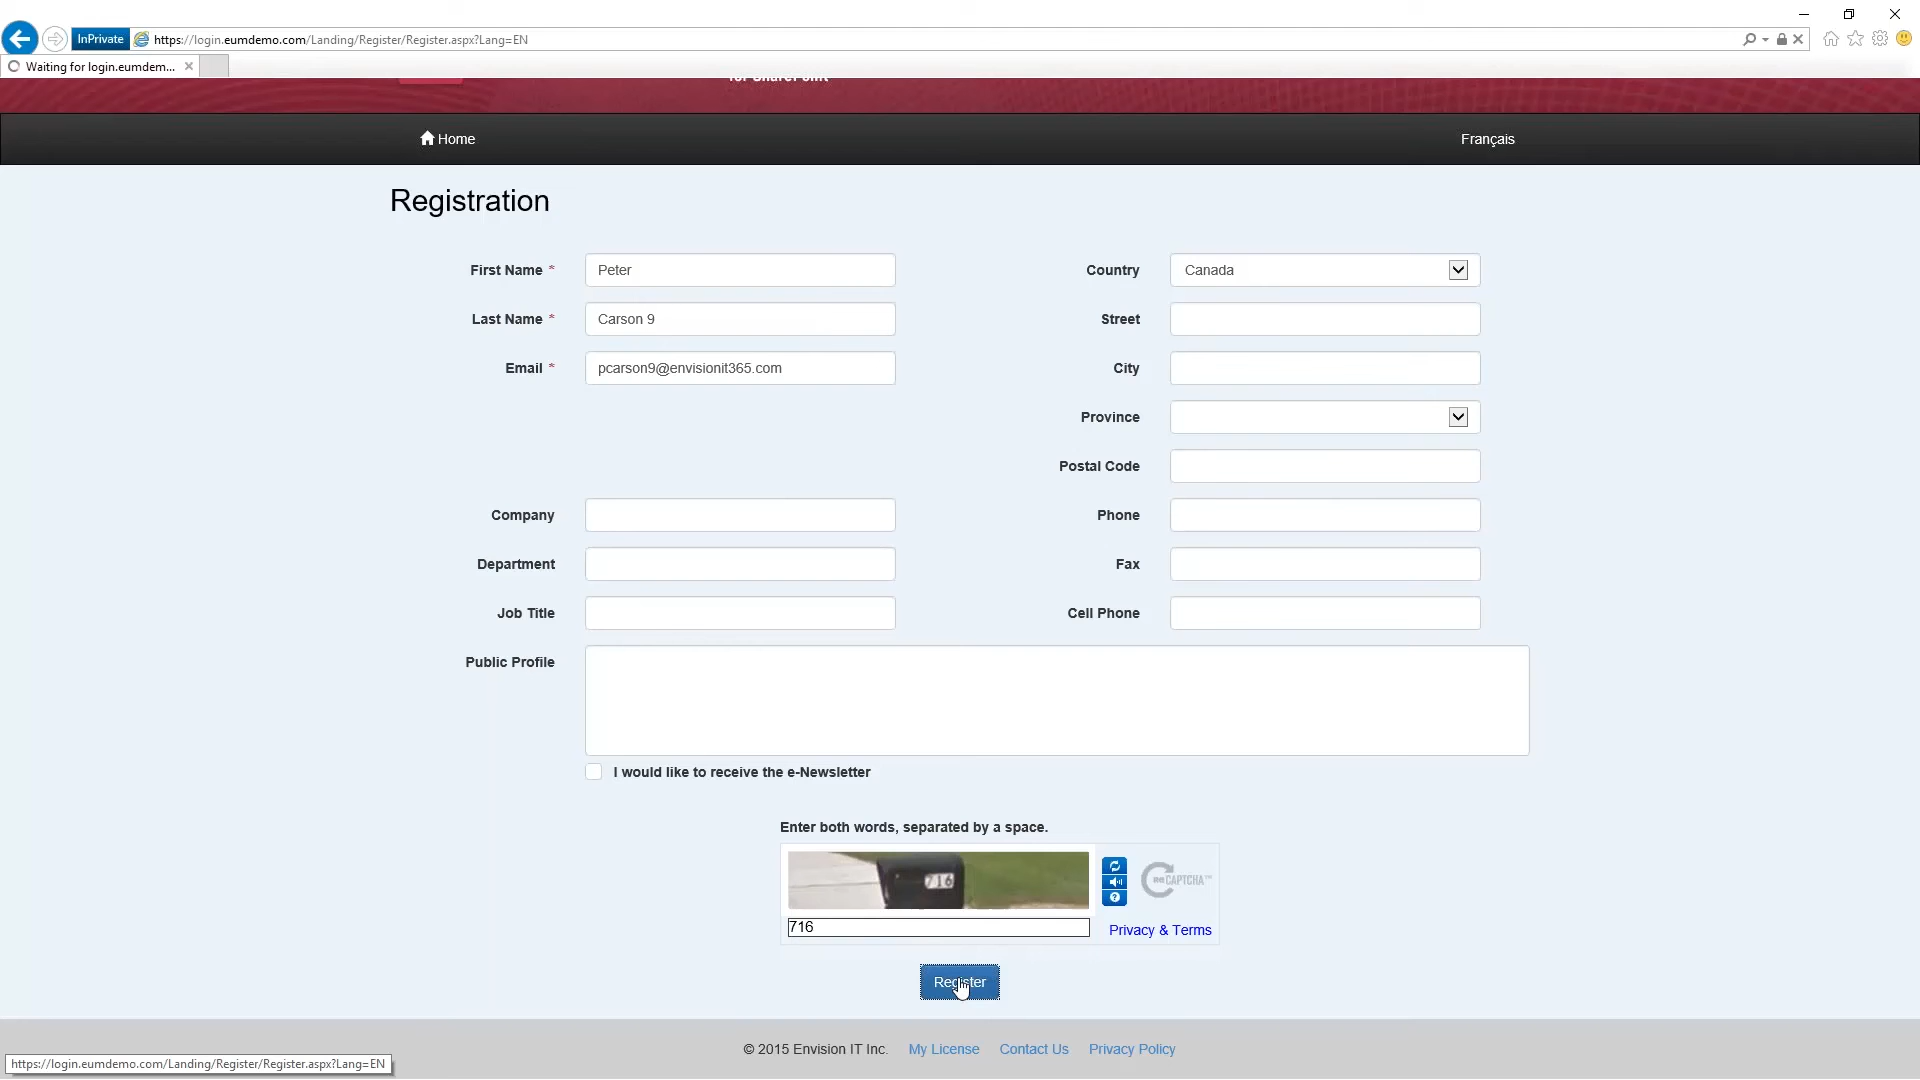 InPrivate https://login.eumdemo.com/Landing/Register/Register.aspx?Lang=EN
Waiting for login.eumdem...
for SharePoint
Home Français
Registration
First Name * Peter Country Canada
Last Name * Carson 9 Street
Email * pcarson9@envisionit365.com City
Province
Postal Code
Company Phone
Department Fax
Job Title Cell Phone
Public Profile
I would like to receive the e-Newsletter
Enter both words, separated by a space.
716
reCAPTCHA™
716
Privacy & Terms
Register
© 2015 Envision IT Inc. My License Contact Us Privacy Policy
https://login.eumdemo.com/Landing/Register/Register.aspx?Lang=EN